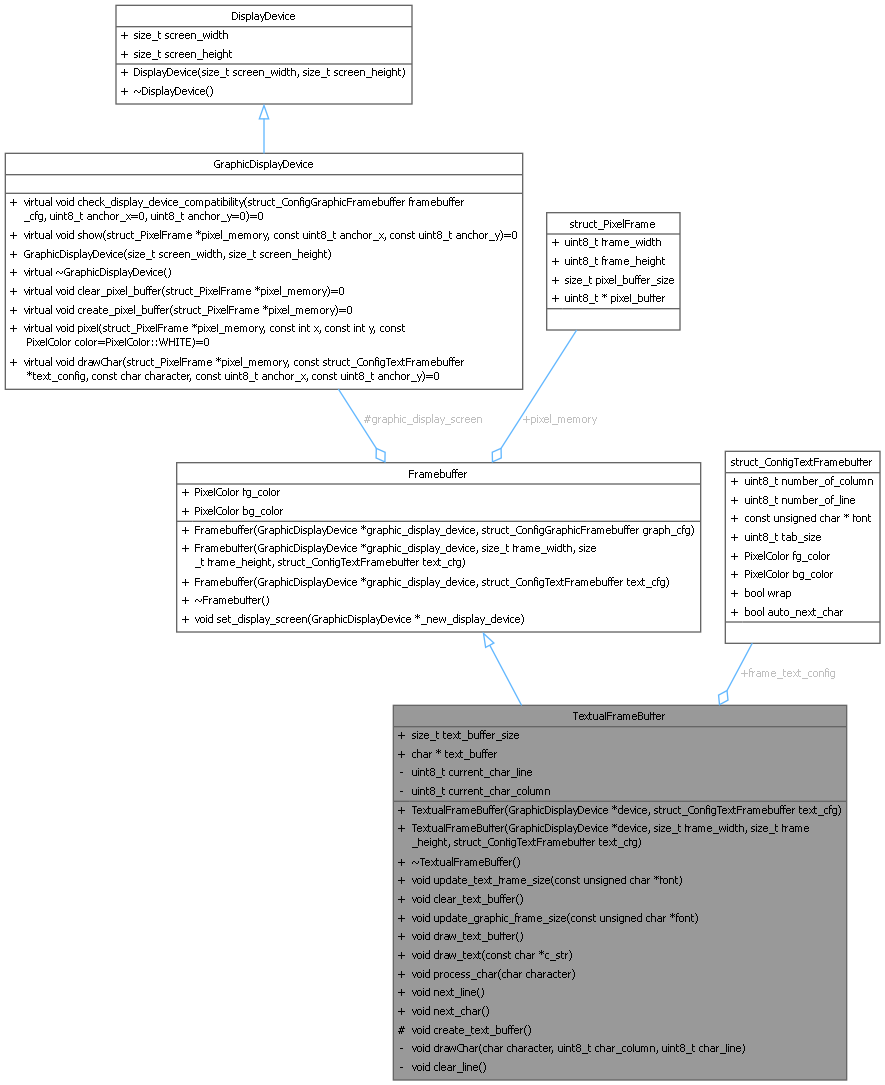 DisplayDevice
+ size_t screen_width
+ size_t screen_height
+ DisplayDevice(size_t screen_width, size_t screen_height)
+ ~DisplayDevice()
GraphicDisplayDevice
+ virtual void check_display_device_compatibility(struct_ConfigGraphicFramebuffer framebuffer
_cfg, uint8_t anchor_x=0, uint8_t anchor_y=0)=0
+ virtual void show(struct_PixelFrame *pixel_memory, const uint8_t anchor_x, const uint8_t anchor_y)=0
+ GraphicDisplayDevice(size_t screen_width, size_t screen_height)
+ virtual ~GraphicDisplayDevice()
+ virtual void clear_pixel_buffer(struct_PixelFrame *pixel_memory)=0
+ virtual void create_pixel_buffer(struct_PixelFrame *pixel_memory)=0
+ virtual void pixel(struct_PixelFrame *pixel_memory, const int x, const int y, const
PixelColor color=PixelColor::WHITE)=0
+ virtual void drawChar(struct_PixelFrame *pixel_memory, const struct_ConfigTextFramebuffer
*text_config, const char character, const uint8_t anchor_x, const uint8_t anchor_y)=0
struct_PixelFrame
+ uint8_t frame_width
+ uint8_t frame_height
+ size_t pixel_buffer_size
+ uint8_t * pixel_buffer
#graphic_display_screen
+pixel_memory
Framebuffer
+ PixelColor fg_color
+ PixelColor bg_color
+ Framebuffer(GraphicDisplayDevice *graphic_display_device, struct_ConfigGraphicFramebuffer graph_cfg)
+ Framebuffer(GraphicDisplayDevice *graphic_display_device, size_t frame_width, size
_t frame_height, struct_ConfigTextFramebuffer text_cfg)
+ Framebuffer(GraphicDisplayDevice *graphic_display_device, struct_ConfigTextFramebuffer text_cfg)
+ ~Framebuffer()
+ void set_display_screen(GraphicDisplayDevice *_new_display_device)
struct_ConfigTextFramebuffer
+ uint8_t number_of_column
+ uint8_t number_of_line
+ const unsigned char * font
+ uint8_t tab_size
+ PixelColor fg_color
+ PixelColor bg_color
+ bool wrap
+ bool auto_next_char
+frame_text_config
TextualFrameBuffer
+ size_t text_buffer_size
+ char * text_buffer
- uint8_t current_char_line
- uint8_t current_char_column
+ TextualFrameBuffer(GraphicDisplayDevice *device, struct_ConfigTextFramebuffer text_cfg)
+ TextualFrameBuffer(GraphicDisplayDevice *device, size_t frame_width, size_t frame
_height, struct_ConfigTextFramebuffer text_cfg)
+ ~TextualFrameBuffer()
+ void update_text_frame_size(const unsigned char *font)
+ void clear_text_buffer()
+ void update_graphic_frame_size(const unsigned char *font)
+ void draw_text_buffer()
+ void draw_text(const char *c_str)
+ void process_char(char character)
+ void next_line()
+ void next_char()
# void create_text_buffer()
- void drawChar(char character, uint8_t char_column, uint8_t char_line)
- void clear_line()